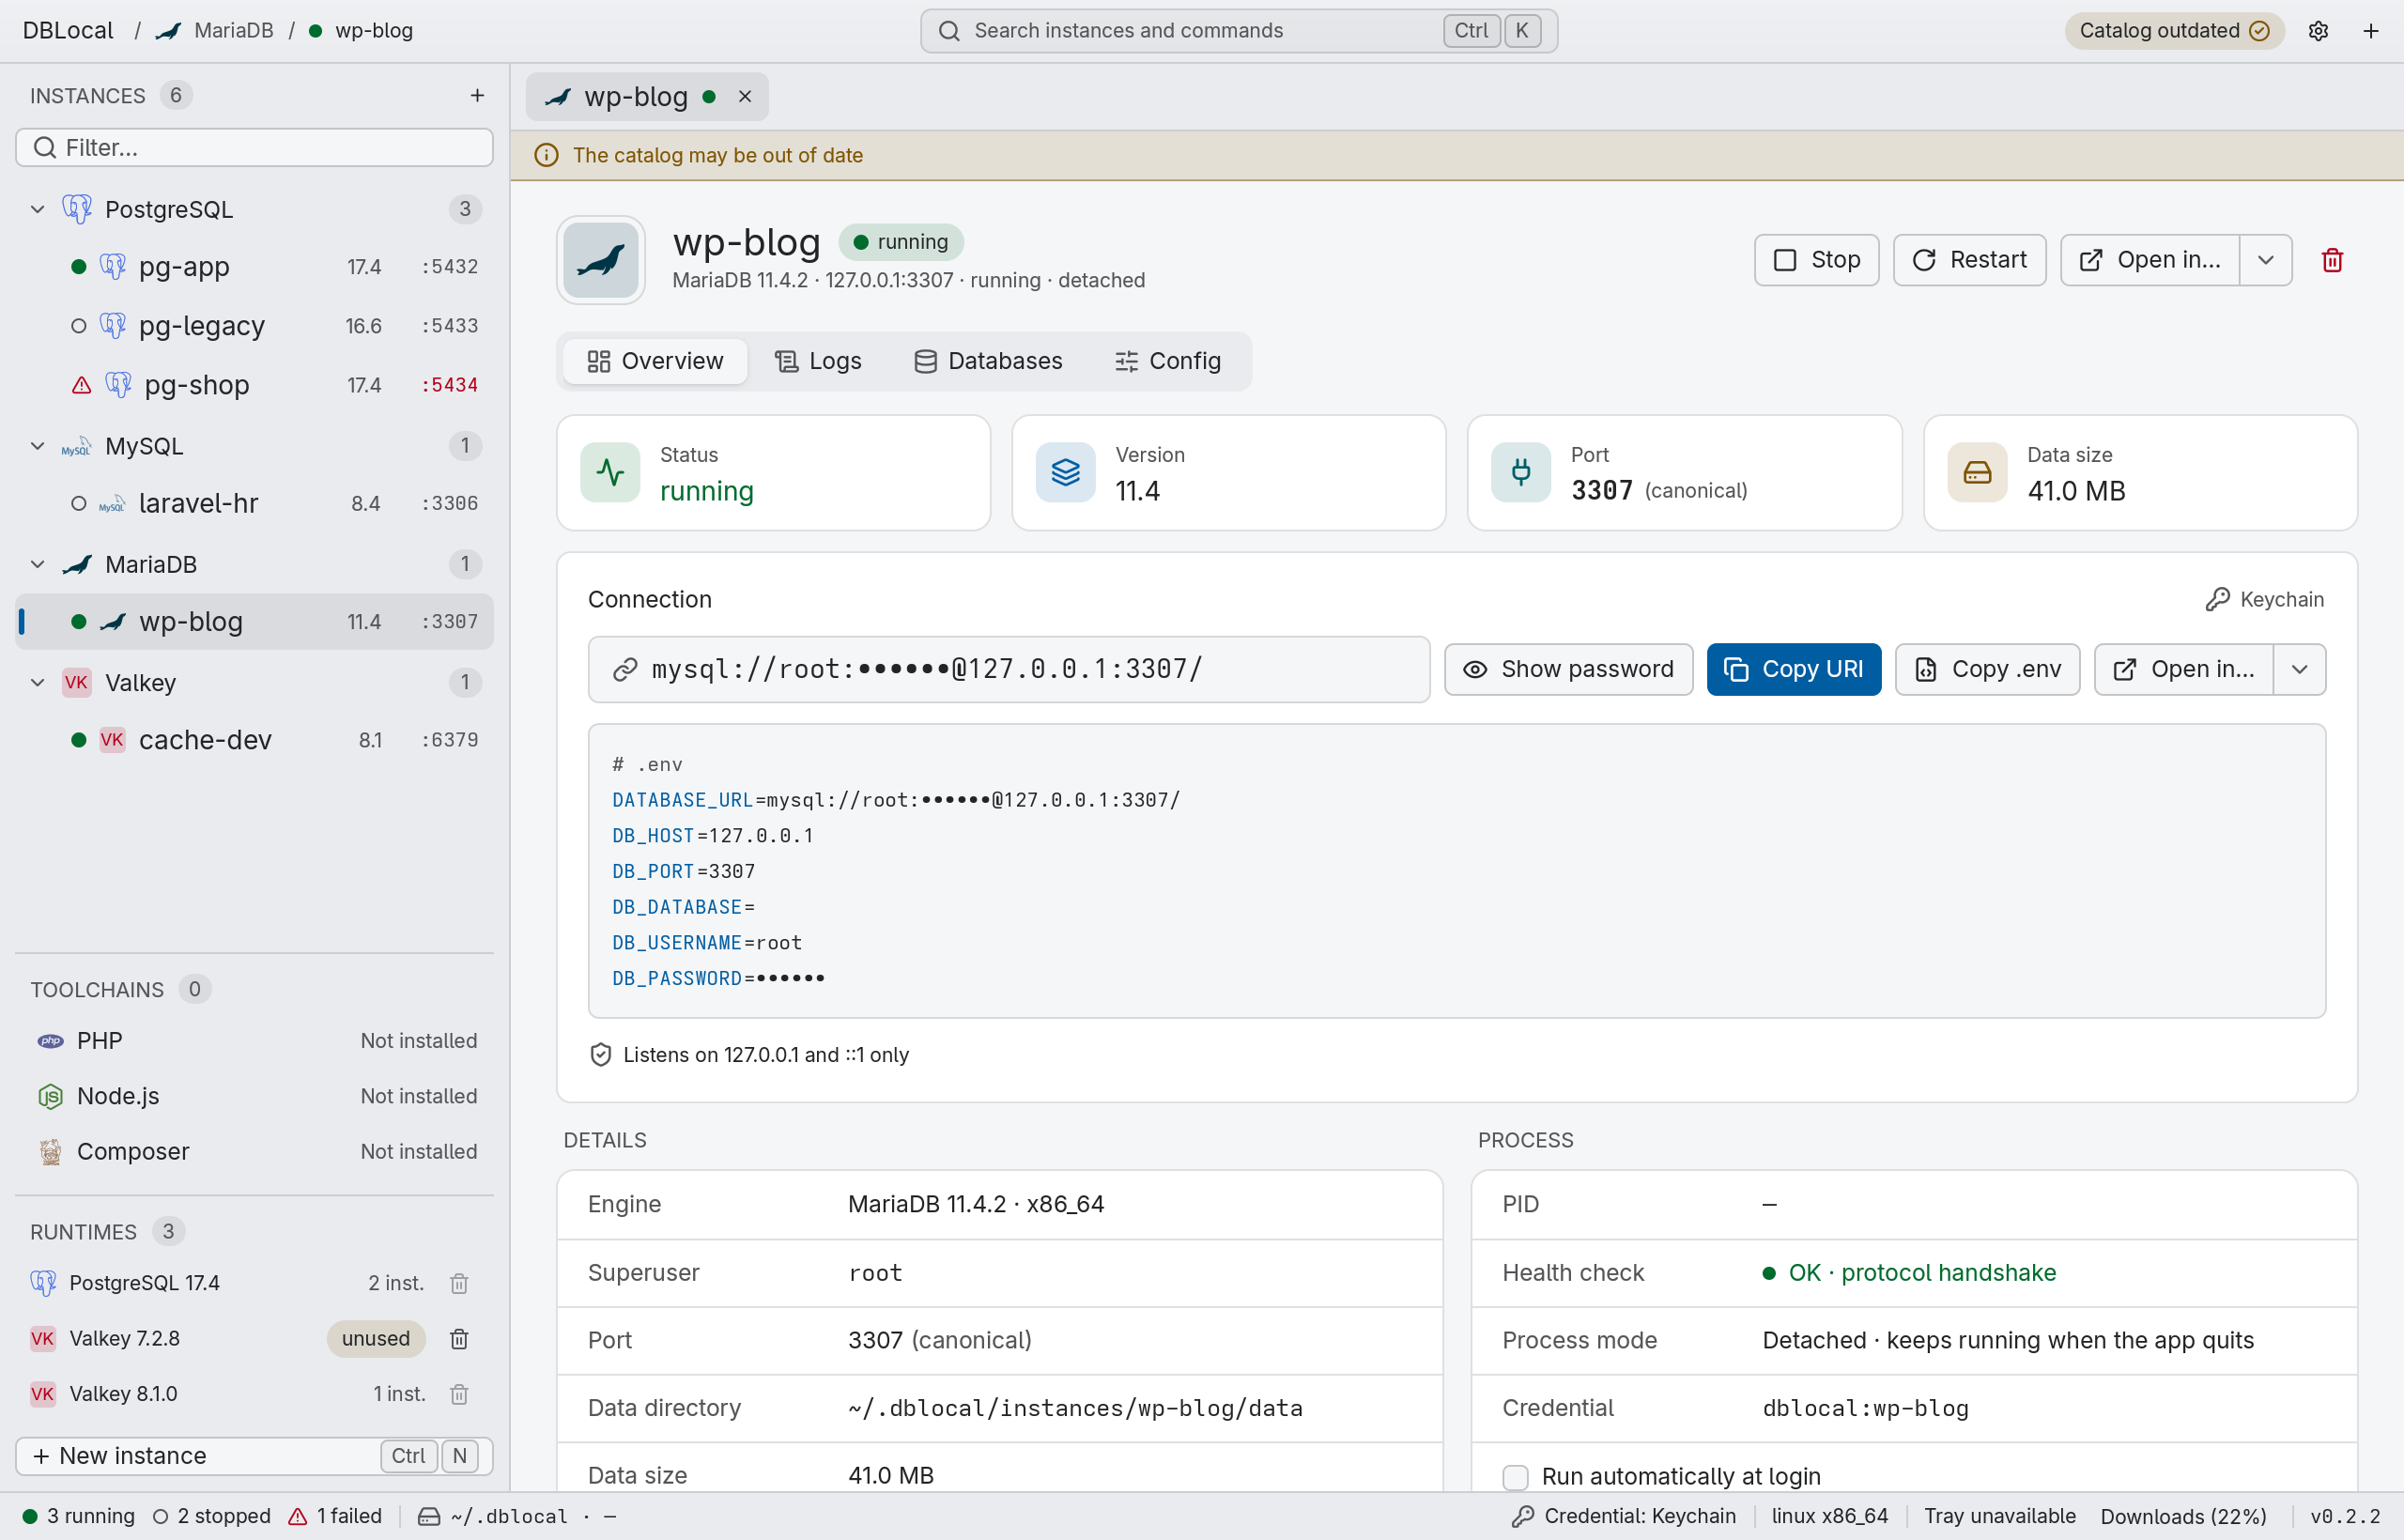 DBLocal / MariaDB / wp-blog
Search instances and commands Ctrl K
Catalog outdated
INSTANCES 6
Filter...
PostgreSQL 3
pg-app 17.4 :5432
pg-legacy 16.6 :5433
pg-shop 17.4 :5434
MySQL MySQL 1
MySQL laravel-hr 8.4 :3306
MariaDB 1
wp-blog 11.4 :3307
VK Valkey 1
VK cache-dev 8.1 :6379
TOOLCHAINS 0
php PHP Not installed
JS Node.js Not installed
Composer Not installed
RUNTIMES 3
PostgreSQL 17.4 2 inst.
VK Valkey 7.2.8 unused
VK Valkey 8.1.0 1 inst.
+ New instance Ctrl N
wp-blog
The catalog may be out of date
wp-blog running
MariaDB 11.4.2 · 127.0.0.1:3307 · running · detached
Stop Restart Open in...
Overview Logs Databases Config
Status
running
Version
11.4
Port
3307 (canonical)
Data size
41.0 MB
Connection Keychain
mysql://root:••••••@127.0.0.1:3307/
Show password Copy URI Copy .env Open in...
# .env
DATABASE_URL=mysql://root:••••••@127.0.0.1:3307/
DB_HOST=127.0.0.1
DB_PORT=3307
DB_DATABASE=
DB_USERNAME=root
DB_PASSWORD=••••••
Listens on 127.0.0.1 and ::1 only
DETAILS
Engine MariaDB 11.4.2 · x86_64
Superuser root
Port 3307 (canonical)
Data directory ~/.dblocal/instances/wp-blog/data
Data size 41.0 MB
PROCESS
PID —
Health check OK · protocol handshake
Process mode Detached · keeps running when the app quits
Credential dblocal:wp-blog
Run automatically at login
3 running 2 stopped 1 failed ~/.dblocal · —
Credential: Keychain linux x86_64 Tray unavailable Downloads (22%) v0.2.2